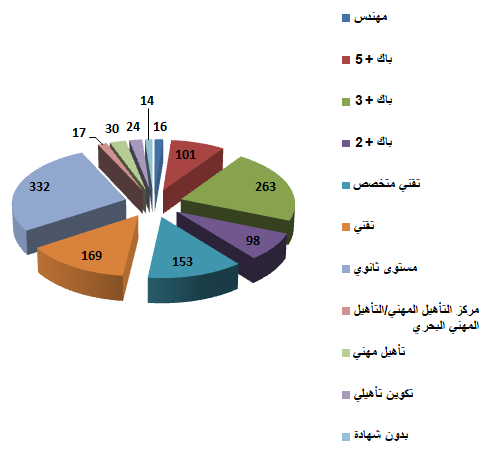 مهندس
باك + 5
باك + 3
باك + 2
تقني متخصص
تقني
مستوى ثانوي
مركز التأهيل المهني/التأهيل
المهني البحري
تأهيل مهني
تكوين تأهيلي
بدون شهادة
16
101
263
98
153
169
332
17
30
24
14